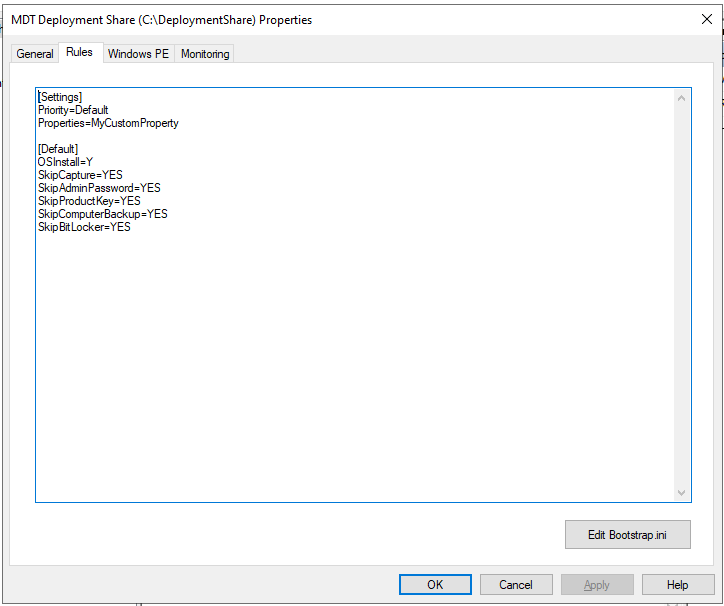 MDT Deployment Share (C:\DeploymentShare) Properties
General Rules Windows PE Monitoring
[Settings]
Priority=Default
Properties=MyCustomProperty
[Default]
OSInstall=Y
SkipCapture=YES
SkipAdminPassword=YES
SkipProductKey=YES
SkipComputerBackup=YES
SkipBitLocker=YES
Edit Bootstrap.ini
OK Cancel Apply Help